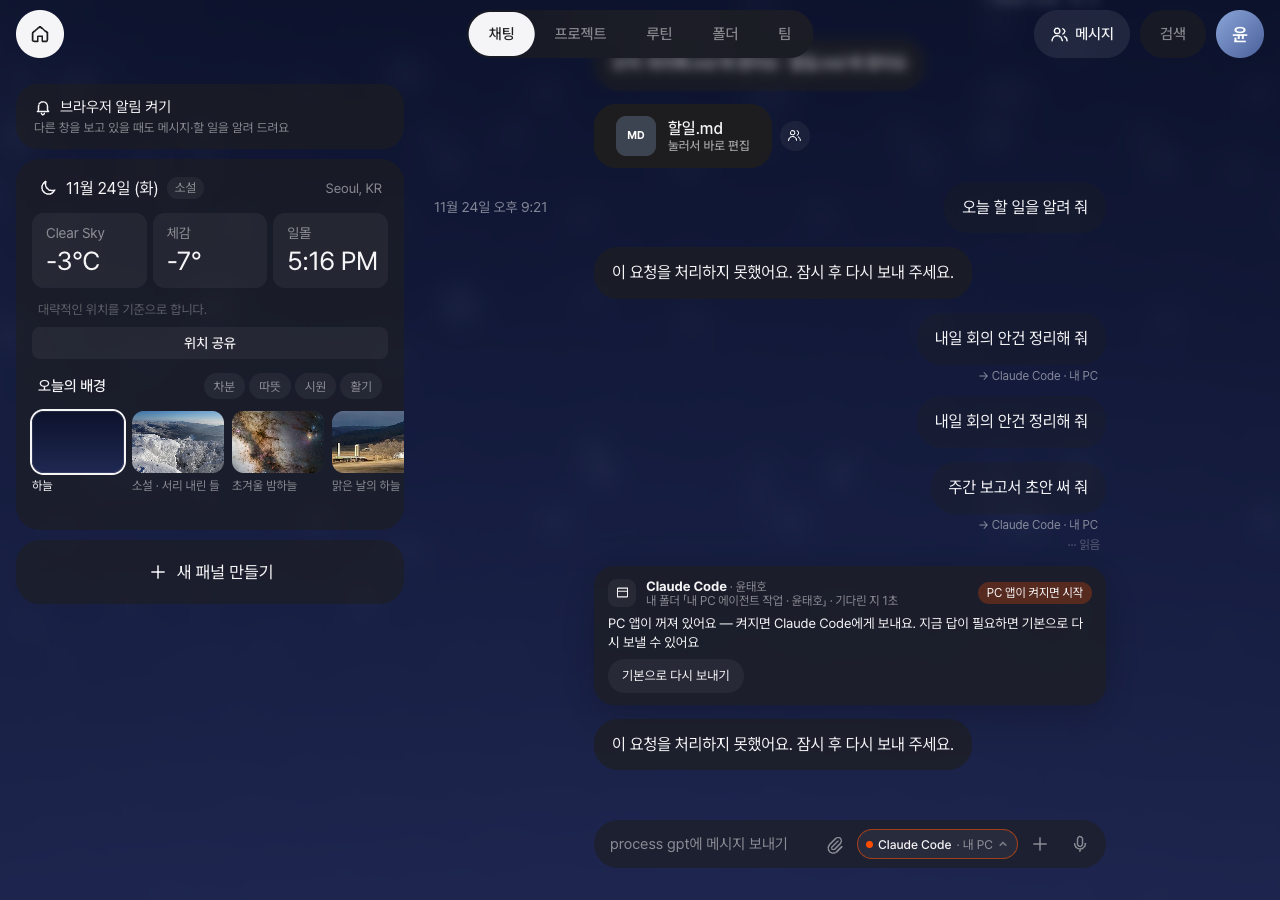 채팅
프로젝트
루틴
폴더
팀
메시지
검색
윤
브라우저 알림 켜기
다른 창을 보고 있을 때도 메시지·할 일을 알려 드려요
11월 24일 (화)
소설
Seoul, KR
Clear Sky
-3°C
체감
-7°
일몰
5:16 PM
대략적인 위치를 기준으로 합니다.
위치 공유
오늘의 배경
차분
따뜻
시원
활기
하늘
소설 · 서리 내린 들
초겨울 밤하늘
맑은 날의 하늘
새 패널 만들기
MD
할일.md
눌러서 바로 편집
11월 24일 오후 9:21
오늘 할 일을 알려 줘
이 요청을 처리하지 못했어요. 잠시 후 다시 보내 주세요.
내일 회의 안건 정리해 줘
→ Claude Code · 내 PC
내일 회의 안건 정리해 줘
주간 보고서 초안 써 줘
→ Claude Code · 내 PC
··· 읽음
Claude Code · 윤태호
내 폴더 「내 PC 에이전트 작업 · 윤태호」 · 기다린 지 1초
PC 앱이 켜지면 시작
PC 앱이 꺼져 있어요 — 켜지면 Claude Code에게 보내요. 지금 답이 필요하면 기본으로 다
시 보낼 수 있어요
기본으로 다시 보내기
이 요청을 처리하지 못했어요. 잠시 후 다시 보내 주세요.
process gpt에 메시지 보내기
Claude Code · 내 PC